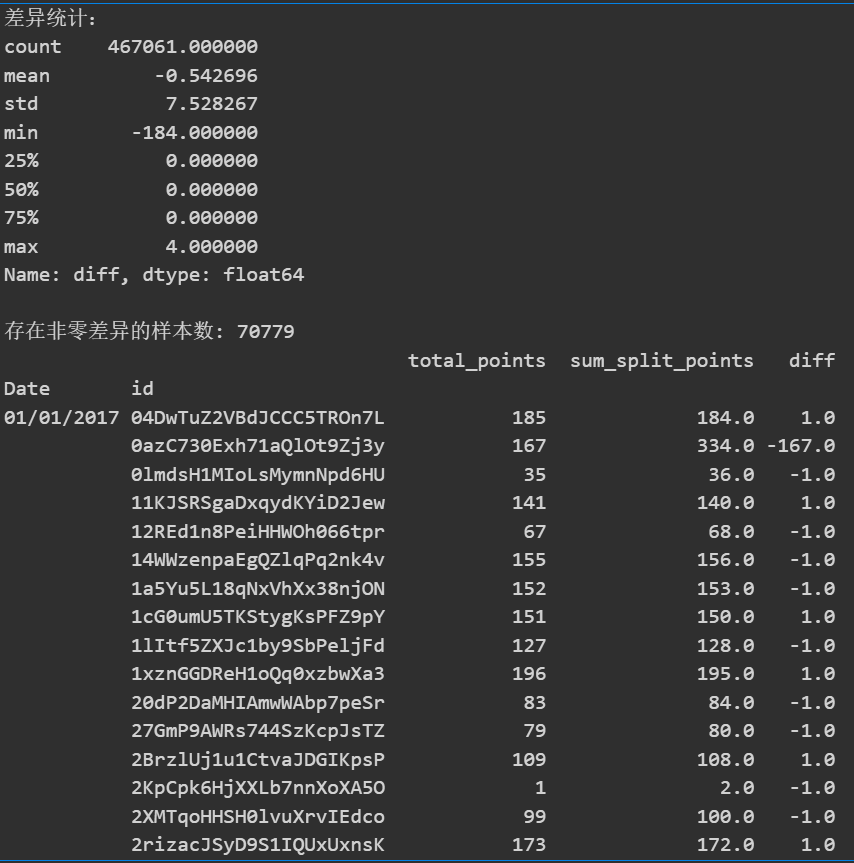 差异统计：
count    467061.000000
mean         -0.542696
std           7.528267
min        -184.000000
25%           0.000000
50%           0.000000
75%           0.000000
max           4.000000
Name: diff, dtype: float64
存在非零差异的样本数: 70779
total_points  sum_split_points   diff
Date       id
01/01/2017 04DwTuZ2VBdJCCC5TROn7L           185             184.0    1.0
0azC730Exh71aQlOt9Zj3y           167             334.0 -167.0
0lmdsH1MIoLsMymnNpd6HU            35              36.0   -1.0
11KJSRSgaDxqydKYiD2Jew           141             140.0    1.0
12REd1n8PeiHHWOh066tpr            67              68.0   -1.0
14WWzenpaEgQZlqPq2nk4v           155             156.0   -1.0
1a5Yu5L18qNxVhXx38njON           152             153.0   -1.0
1cG0umU5TKStygKsPFZ9pY           151             150.0    1.0
1lItf5ZXJc1by9SbPeljFd           127             128.0   -1.0
1xznGGDReH1oQq0xzbwXa3           196             195.0    1.0
20dP2DaMHIAmwWAbp7peSr            83              84.0   -1.0
27GmP9AWRs744SzKcpJsTZ            79              80.0   -1.0
2BrzlUj1u1CtvaJDGIKpsP           109             108.0    1.0
2KpCpk6HjXXLb7nnXoXA5O             1               2.0   -1.0
2XMTqoHHSH0lvuXrvIEdco            99             100.0   -1.0
2rizacJSyD9S1IQUxUxnsK           173             172.0    1.0